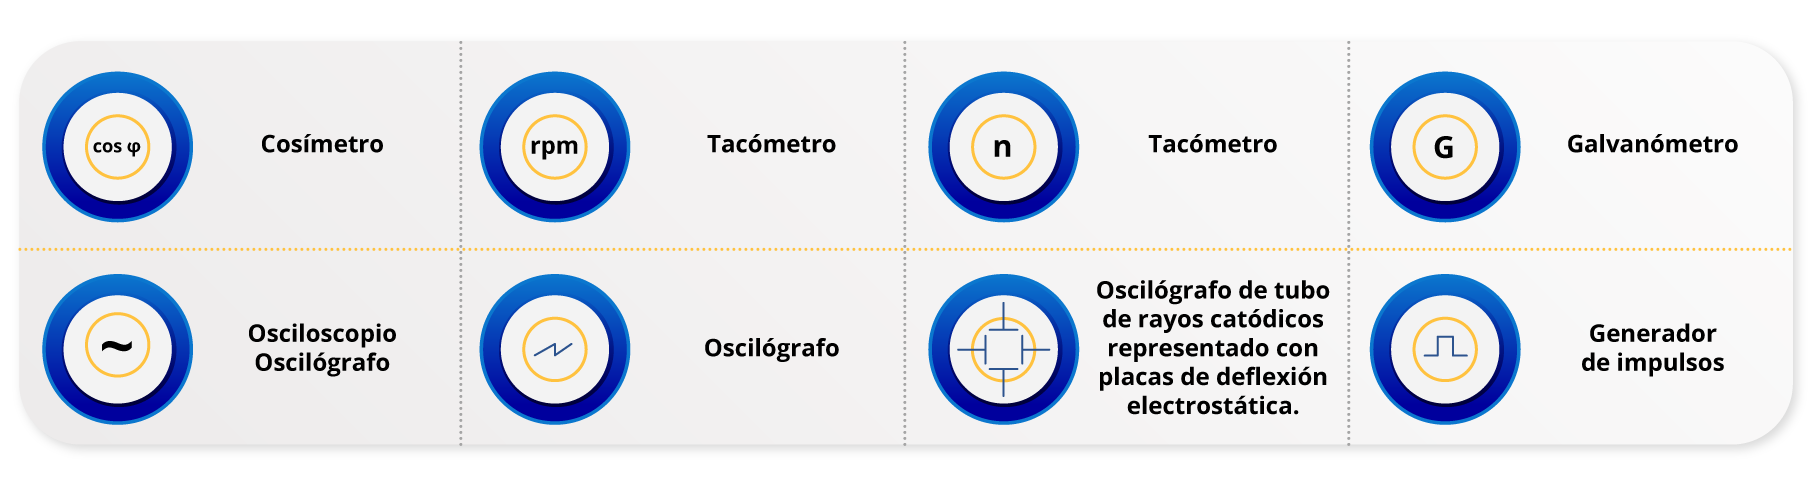 cos φ
Cosímetro
rpm
Tacómetro
n
Tacómetro
G
Galvanómetro
~
Osciloscopio
Oscilógrafo
Oscilógrafo
Oscilógrafo de tubo
de rayos catódicos
representado con
placas de deflexión
electrostática.
Generador
de impulsos